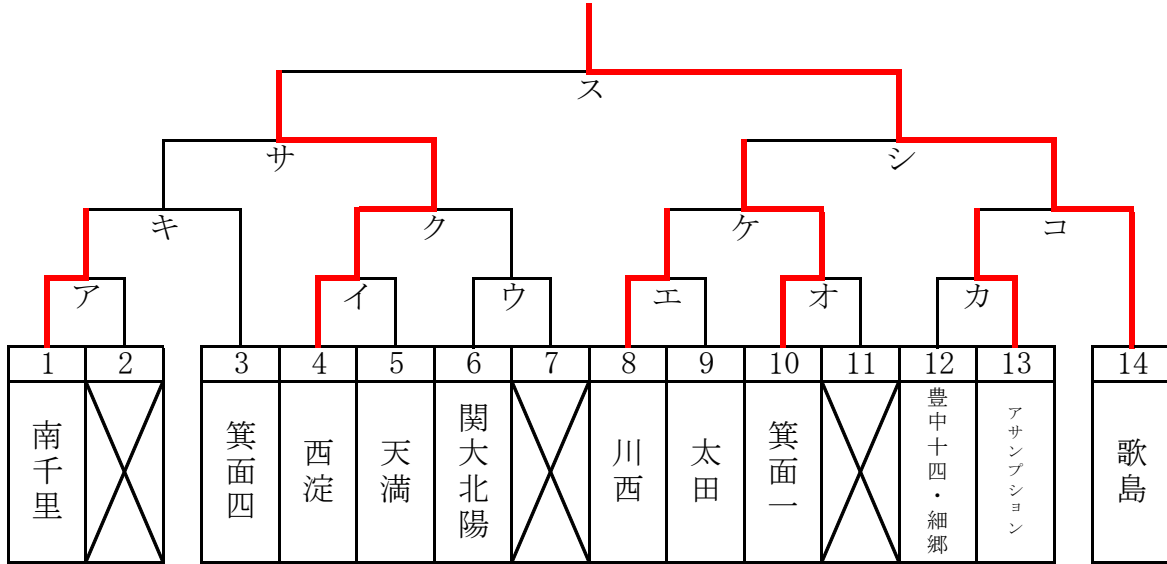 ス
サ
シ
キ
ク
ケ
コ
ア
イ
ウ
エ
オ
カ
1
2
3
4
5
6
7
8
9
10
11
12
13
14
南千里
箕面四
西淀
天満
関大北陽
川西
太田
箕面一
豊中十四・細郷
アサンプション
歌島